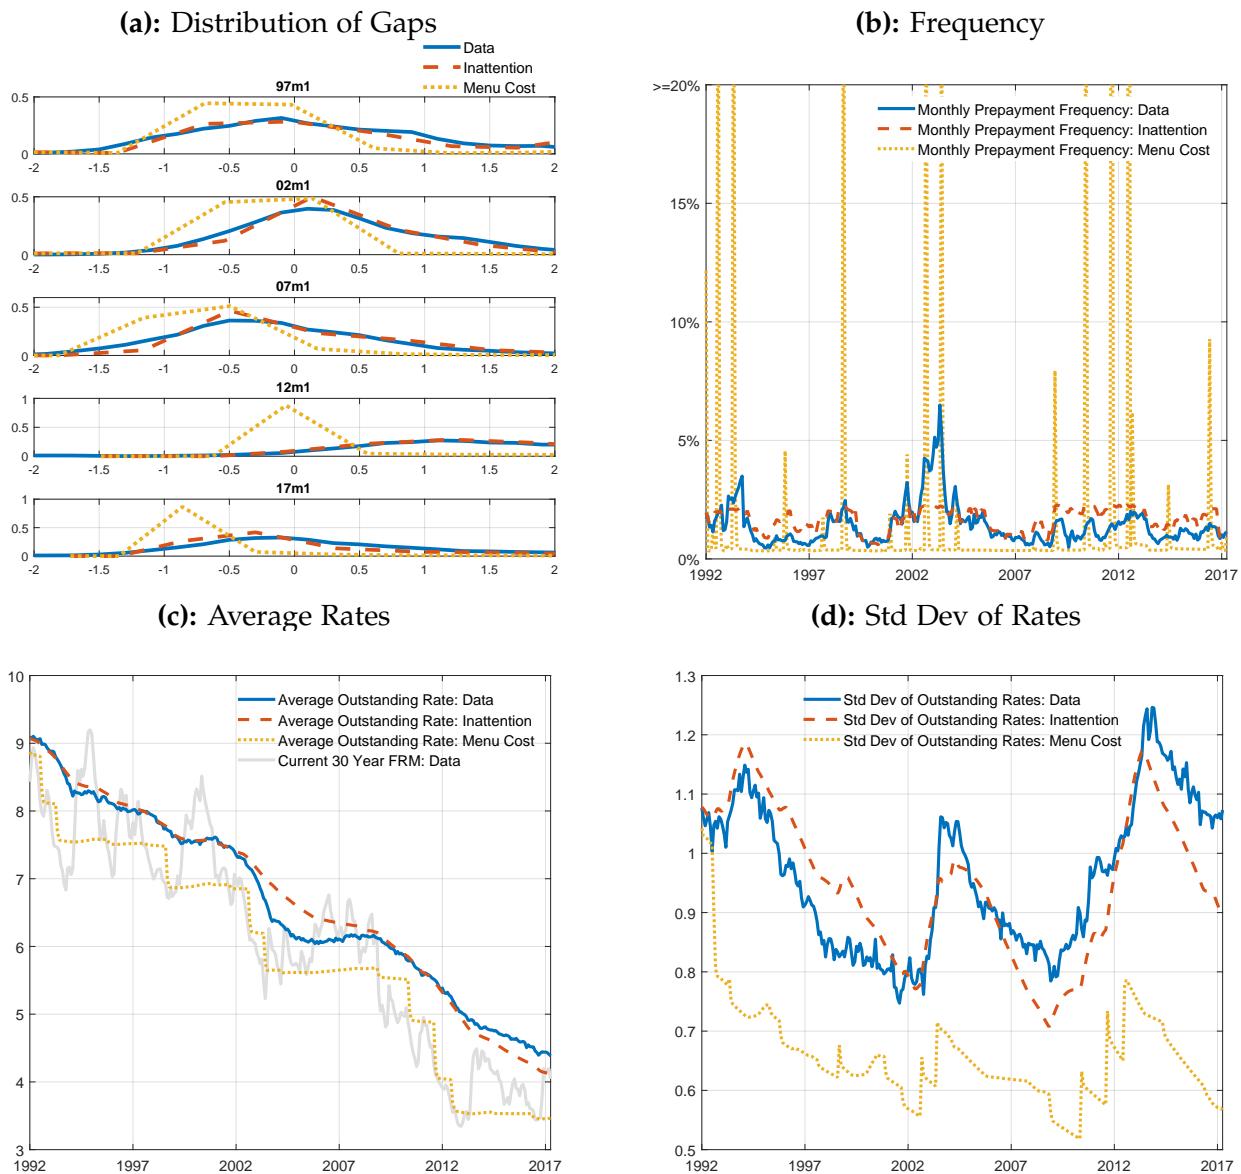 (a): Distribution of Gaps
Data
Inattention
Menu Cost
97m1
0.5
0
-2 -1.5 -1 -0.5 0 0.5 1 1.5 2
02m1
0.5
0
-2 -1.5 -1 -0.5 0 0.5 1 1.5 2
07m1
0.5
0
-2 -1.5 -1 -0.5 0 0.5 1 1.5 2
12m1
1
0.5
0
-2 -1.5 -1 -0.5 0 0.5 1 1.5 2
17m1
1
0.5
0
-2 -1.5 -1 -0.5 0 0.5 1 1.5 2
(b): Frequency
>=20%
Monthly Prepayment Frequency: Data
Monthly Prepayment Frequency: Inattention
Monthly Prepayment Frequency: Menu Cost
15%
10%
5%
0%
1992 1997 2002 2007 2012 2017
(c): Average Rates
10
Average Outstanding Rate: Data
Average Outstanding Rate: Inattention
Average Outstanding Rate: Menu Cost
Current 30 Year FRM: Data
9
8
7
6
5
4
3
1992 1997 2002 2007 2012 2017
(d): Std Dev of Rates
1.3
Std Dev of Outstanding Rates: Data
Std Dev of Outstanding Rates: Inattention
Std Dev of Outstanding Rates: Menu Cost
1.2
1.1
1
0.9
0.8
0.7
0.6
0.5
1992 1997 2002 2007 2012 2017